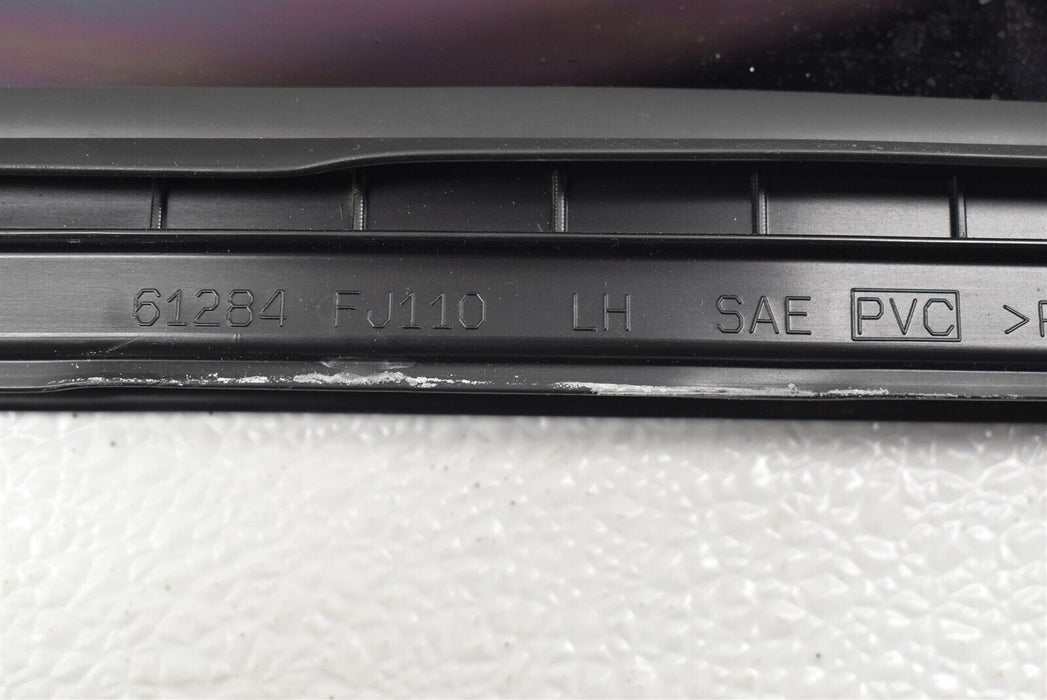 61284 FJ110 LH SAE PVC >P